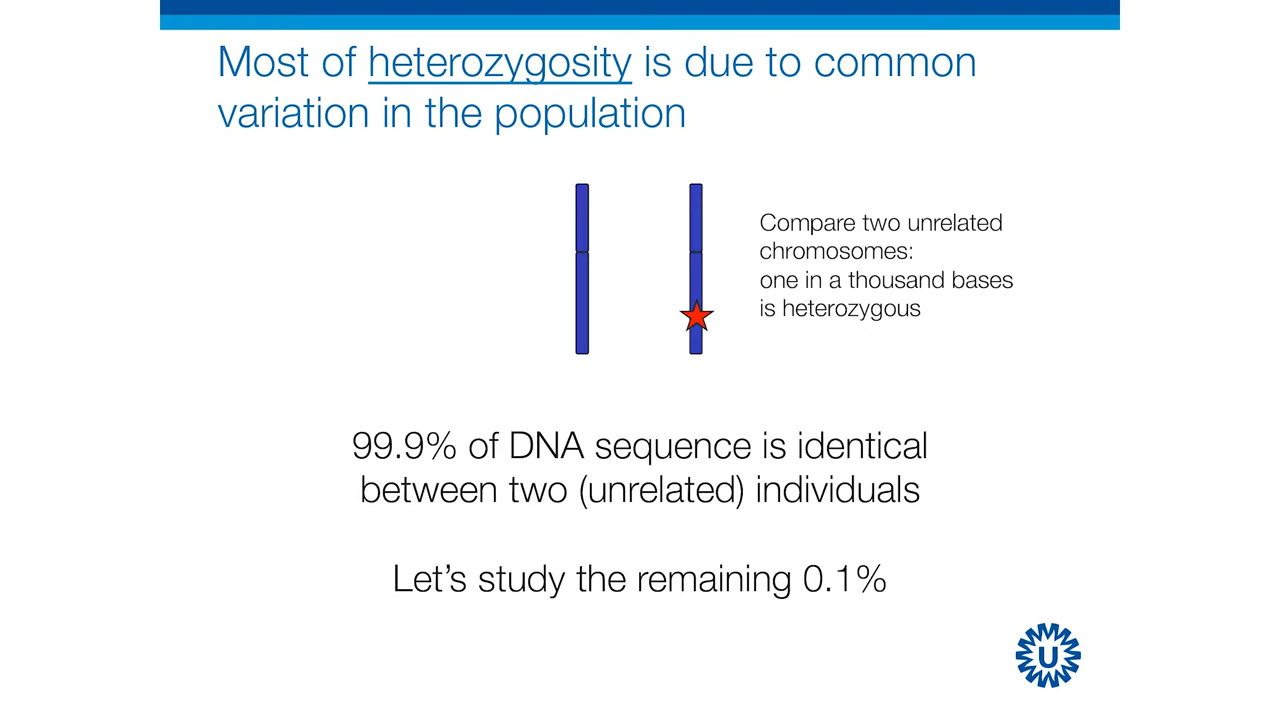 Most of heterozygosity is due to common
variation in the population
Compare two unrelated
chromosomes:
one in a thousand bases
is heterozygous
99.9% of DNA sequence is identical
between two (unrelated) individuals
Let’s study the remaining 0.1%
U